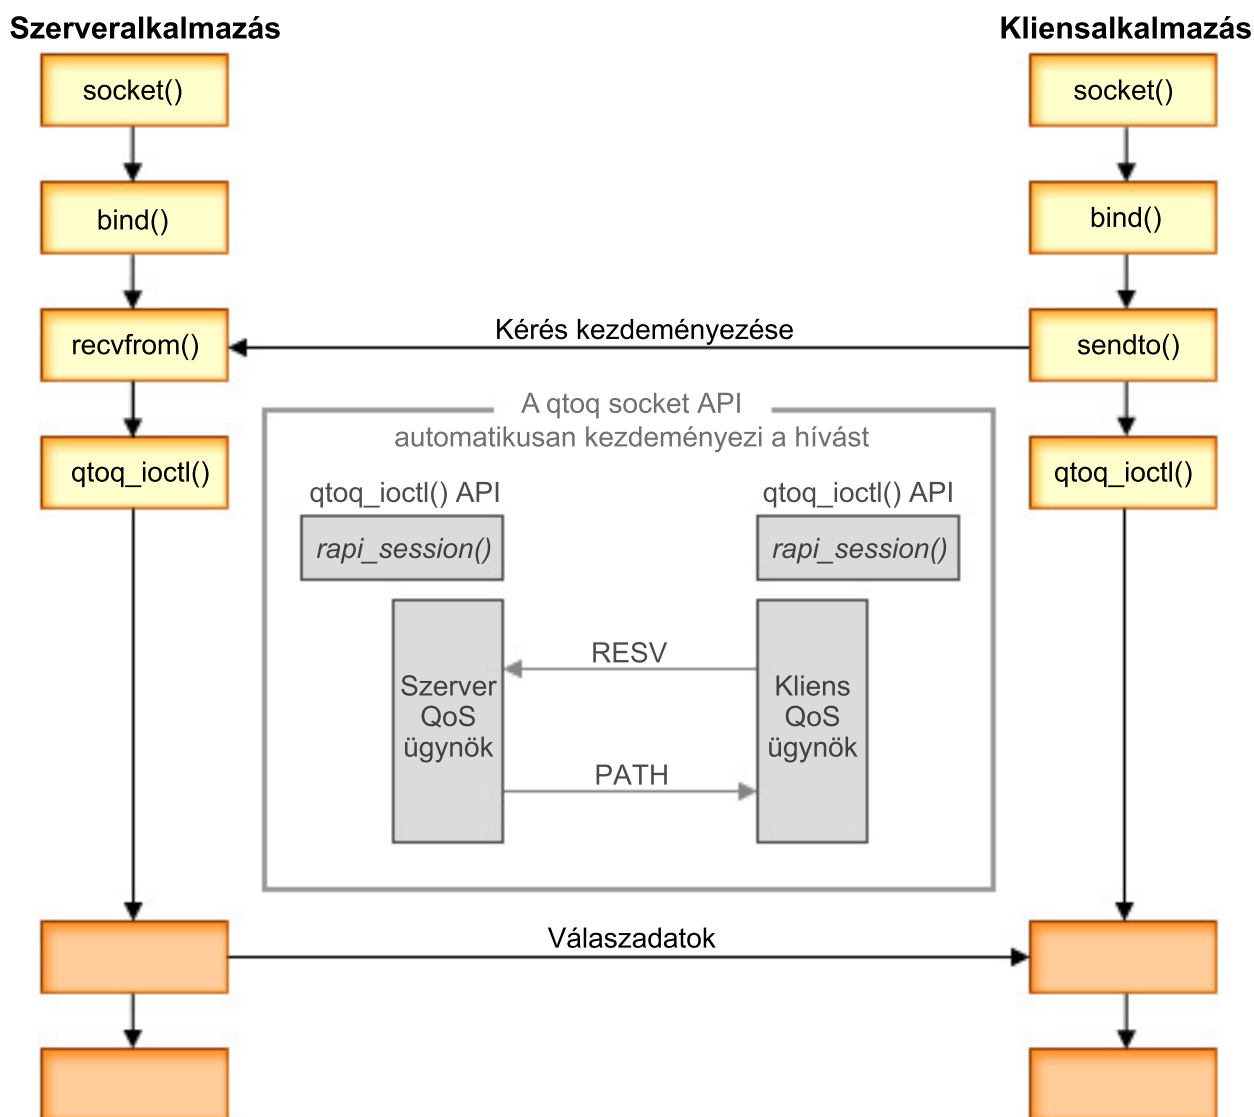 Szerveralkalmazás
Kliensalkalmazás
socket()
socket()
bind()
bind()
recvfrom()
Kérés kezdeményezése
sendto()
A qtoq socket API
automatikusan kezdeményezi a hívást
qtoq_ioctl()
qtoq_ioctl()
qtoq_ioctl() API
qtoq_ioctl() API
rapi_session()
rapi_session()
RESV
Szerver
QoS
ügynök
Kliens
QoS
ügynök
PATH
Válaszadatok